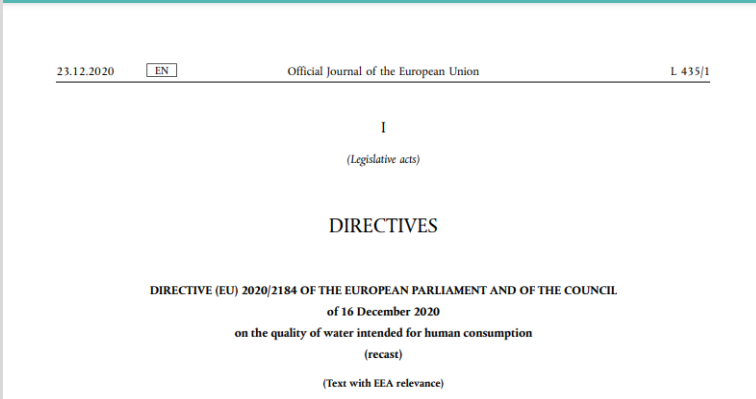 23.12.2020 EN Official Journal of the European Union L 435/1
I
(Legislative acts)
DIRECTIVES
DIRECTIVE (EU) 2020/2184 OF THE EUROPEAN PARLIAMENT AND OF THE COUNCIL
of 16 December 2020
on the quality of water intended for human consumption
(recast)
(Text with EEA relevance)